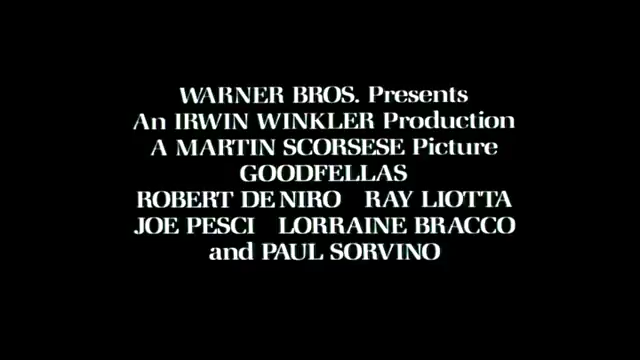 WARNER BROS. Presents
An IRWIN WINKLER Production
A MARTIN SCORSESE Picture
GOODFELLAS
ROBERT DE NIRO RAY LIOTTA
JOE PESCI LORRAINE BRACCO
and PAUL SORVINO